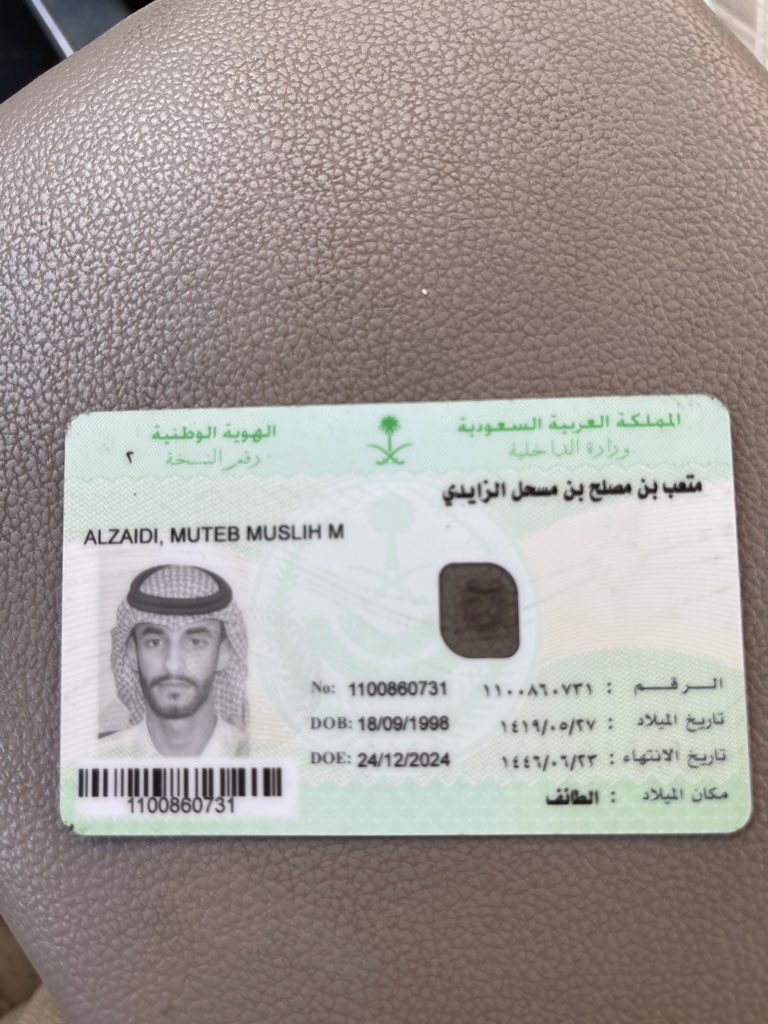 المملكة العربية السعودية
وزارة الداخلية
الهوية الوطنية
رقم النسخة
٢
متعب بن مصلح بن مسحل الزايدي
ALZAIDI, MUTEB MUSLIH M
الـرقـم : ١١٠٠٨٦٠٧٣١
No: 1100860731
تاريخ الميلاد : ١٤١٩/٠٥/٢٧
DOB: 18/09/1998
تاريخ الانتهاء : ١٤٤٦/٠٦/٢٣
DOE: 24/12/2024
مكان الميلاد : الطائف
1100860731